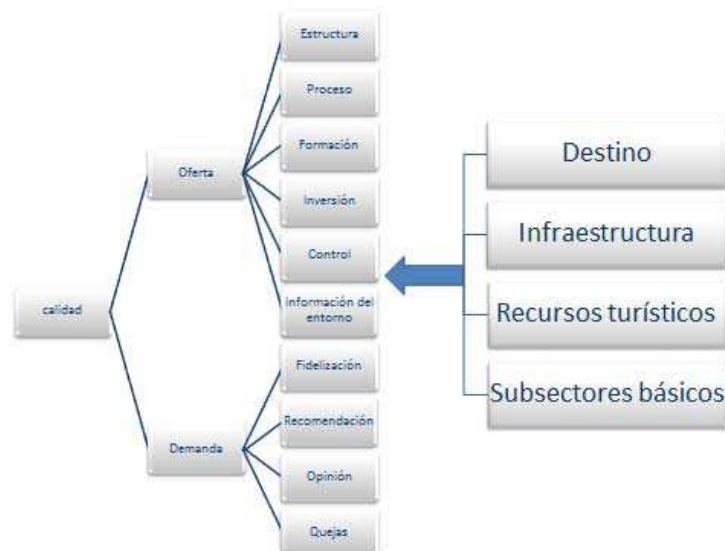 calidad
Oferta
Demanda
Estructura
Proceso
Formación
Inversión
Control
Información del
entorno
Fidelización
Recomendación
Opinión
Quejas
Destino
Infraestructura
Recursos turísticos
Subsectores básicos